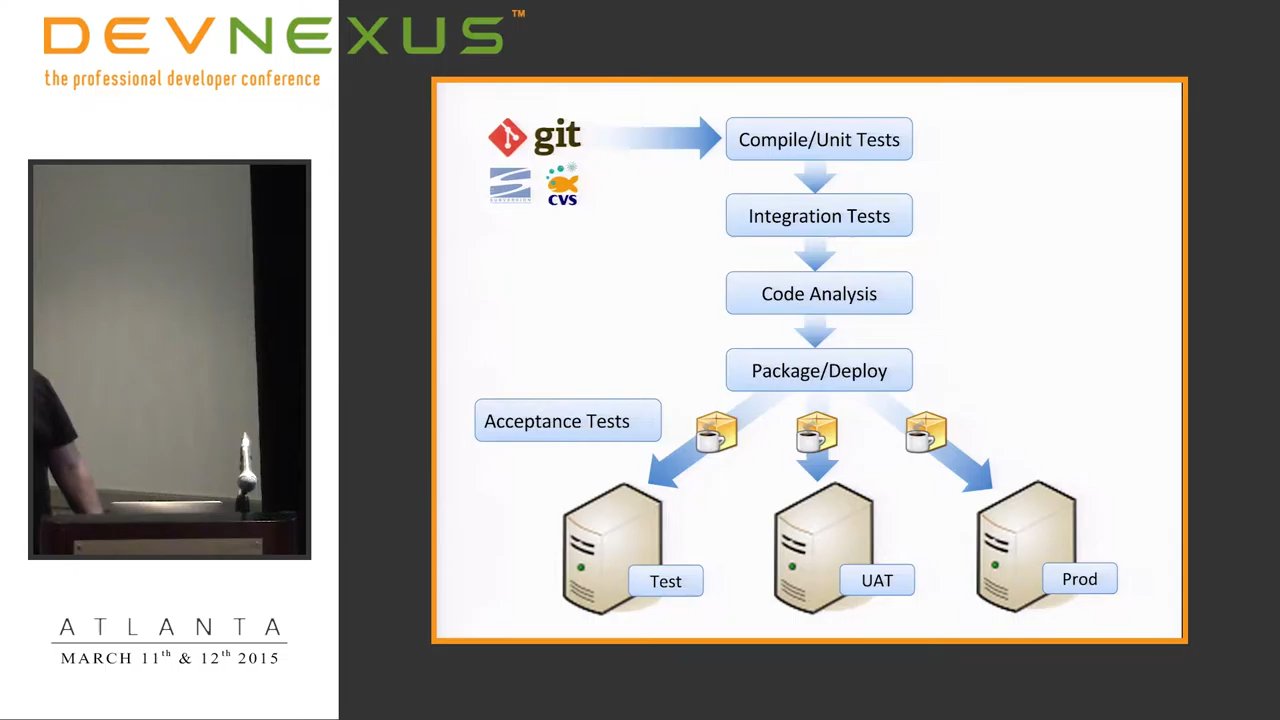 DEVNEXUS™
the professional developer conference
git
SUBVERSION
CVS
Compile/Unit Tests
Integration Tests
Code Analysis
Package/Deploy
Acceptance Tests
Test
UAT
Prod
ATLANTA
MARCH 11th & 12th 2015